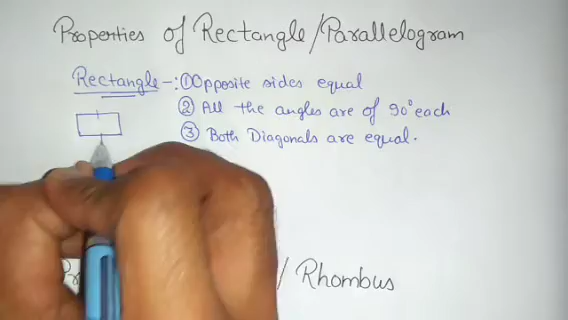 Properties of Rectangle/Parallelogram
Rectangle -: ① Opposite sides equal
② All the angles are of 90° each
③ Both Diagonals are equal.
/ Rhombus